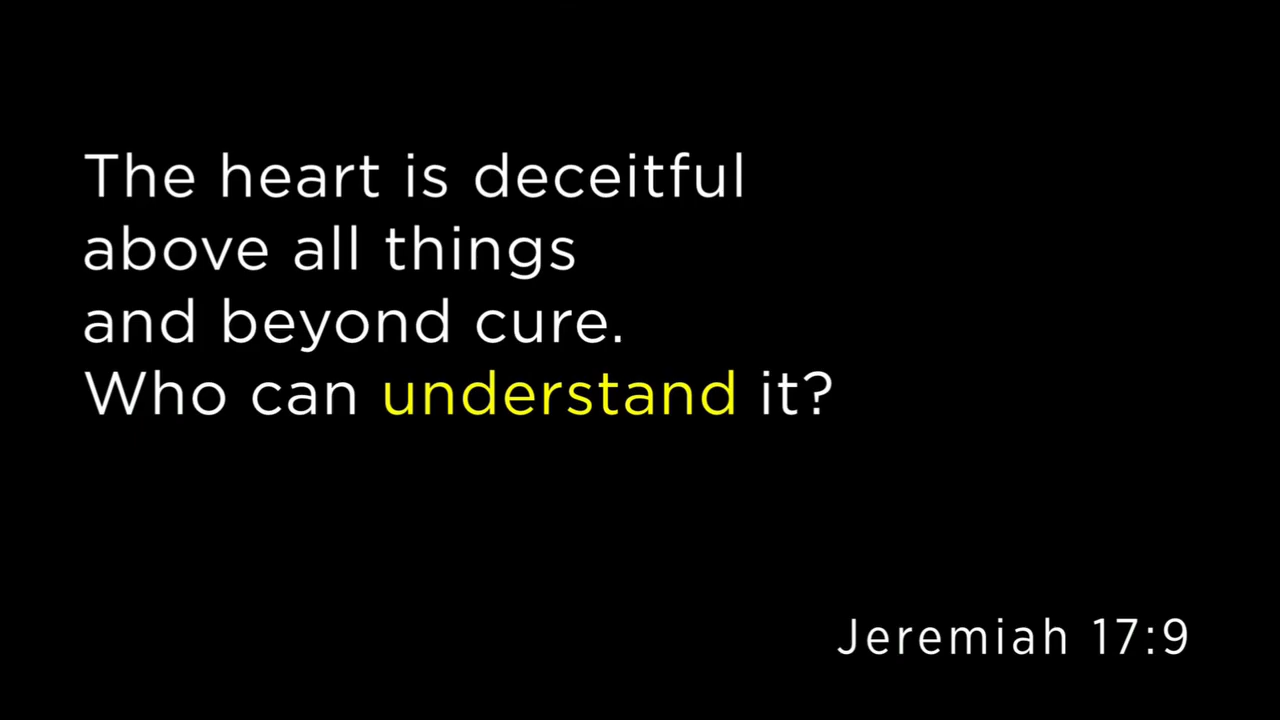 The heart is deceitful
above all things
and beyond cure.
Who can understand it?
Jeremiah 17:9